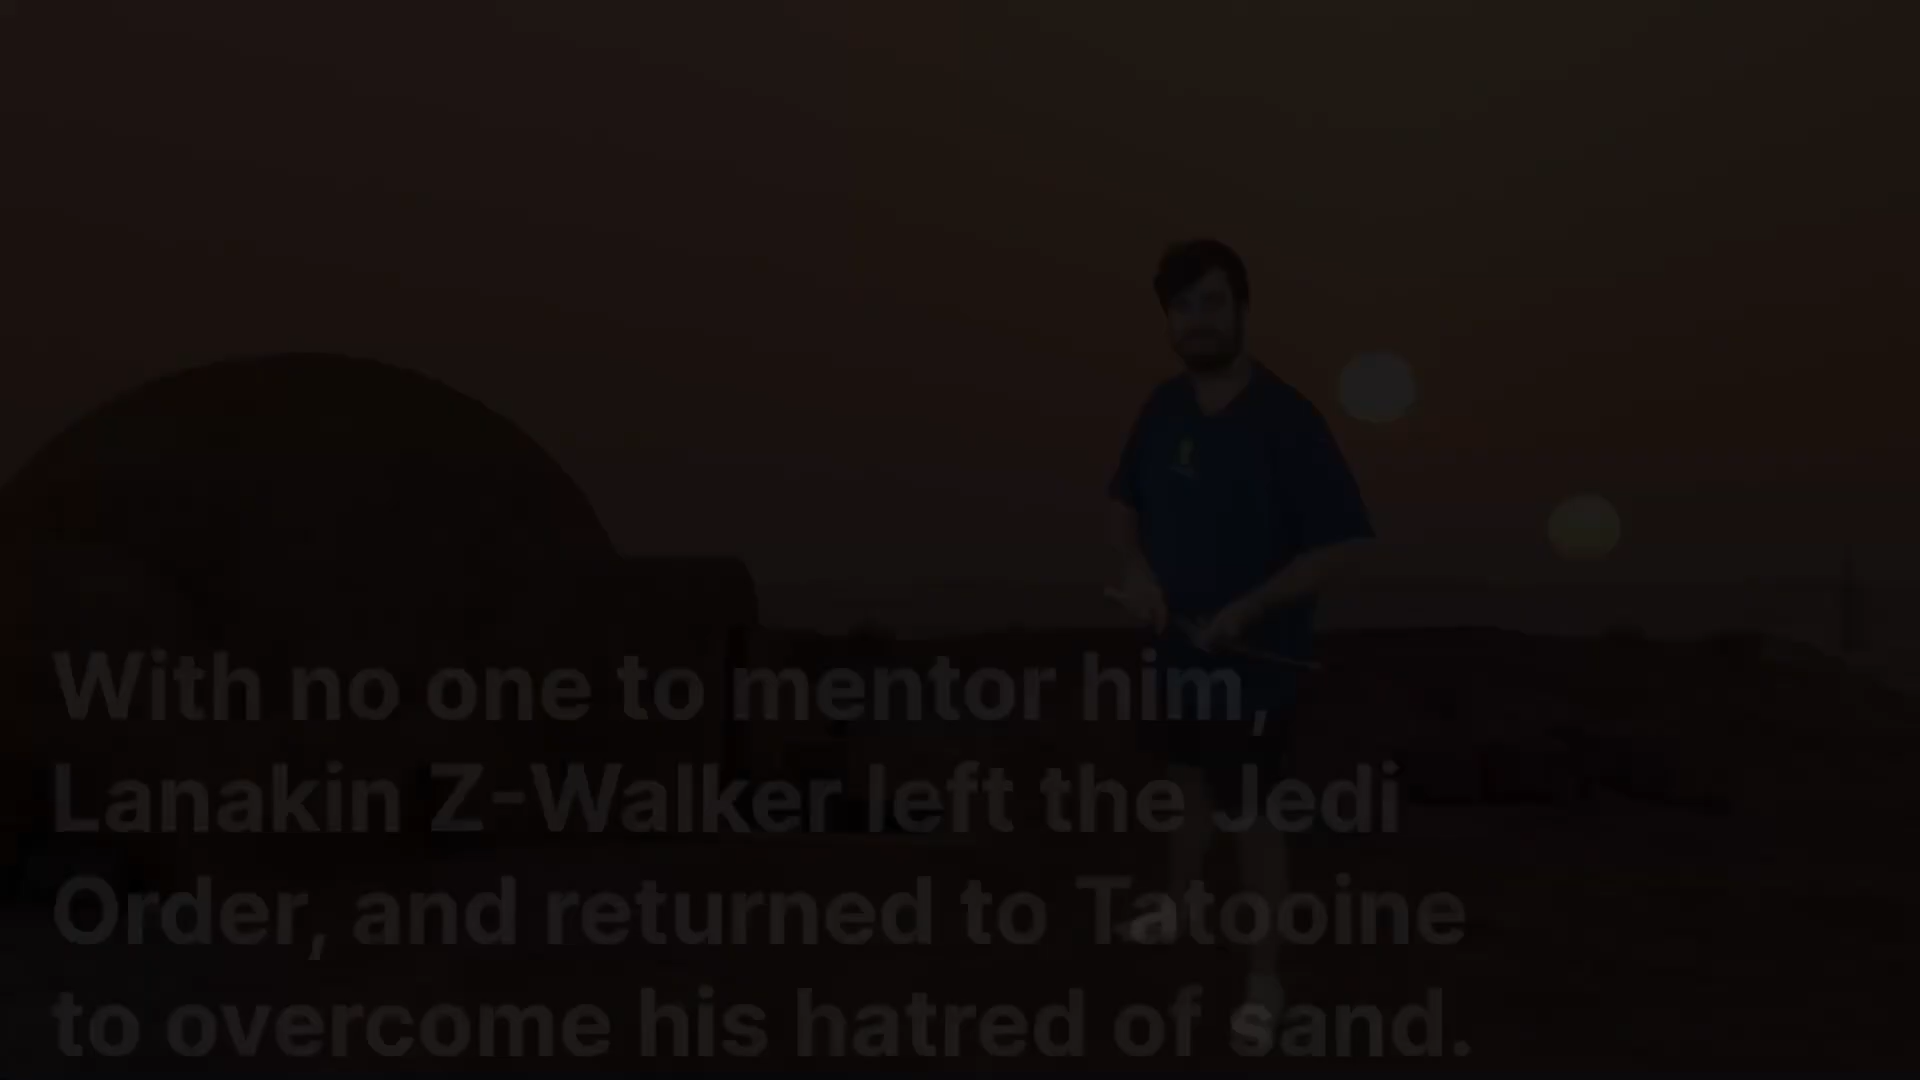 With no one to mentor him,
Lanakin Z-Walker left the Jedi
Order, and returned to Tatooine
to overcome his hatred of sand.